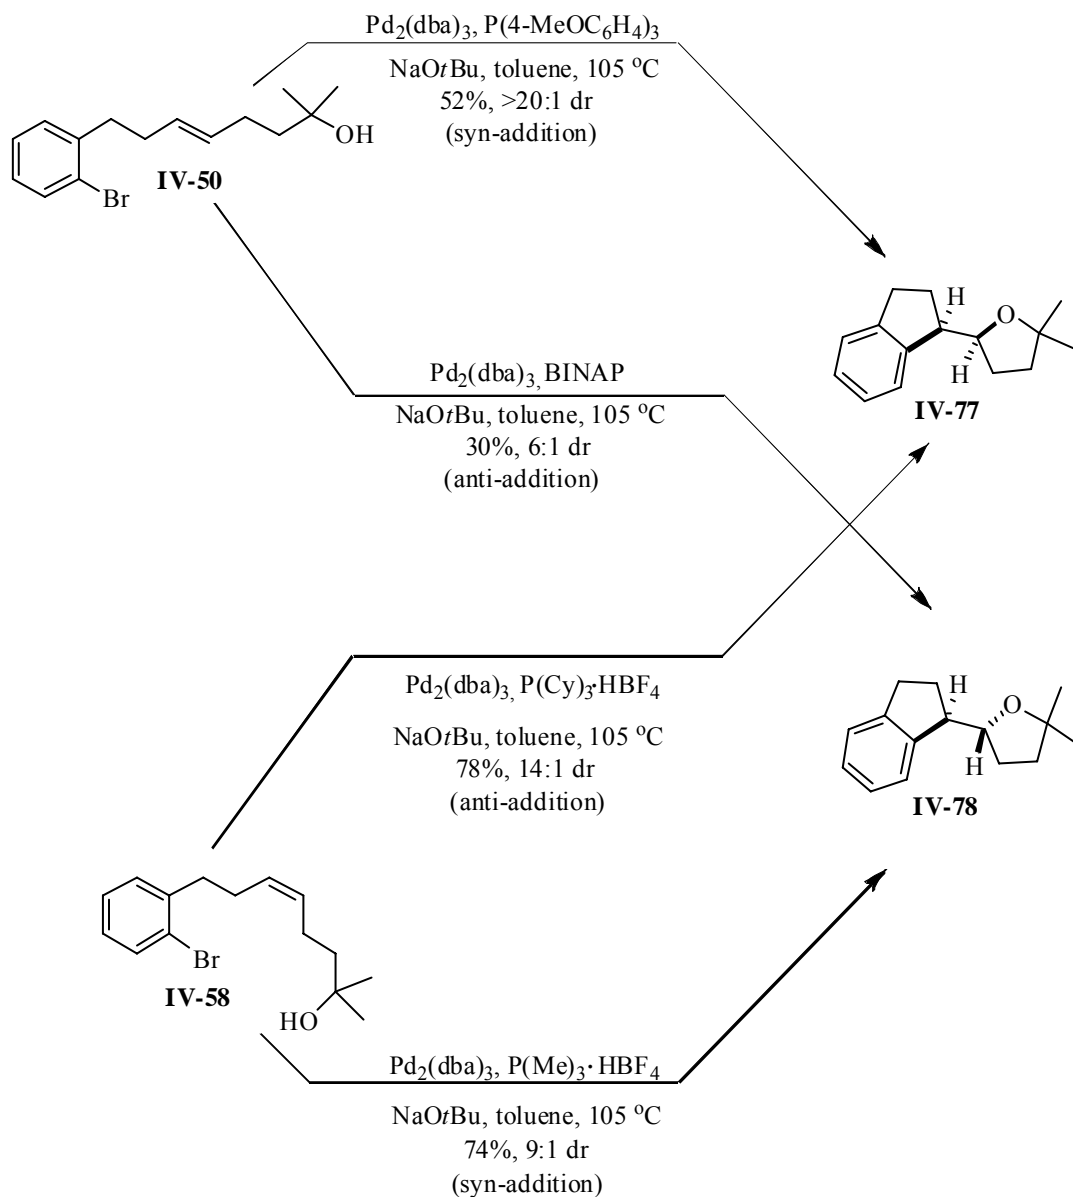 Pd2(dba)3, P(4-MeOC6H4)3
NaOtBu, toluene, 105 °C
52%, >20:1 dr
(syn-addition)
OH
Br
IV-50
H
O
H
IV-77
Pd2(dba)3, BINAP
NaOtBu, toluene, 105 °C
30%, 6:1 dr
(anti-addition)
Pd2(dba)3, P(Cy)3·HBF4
NaOtBu, toluene, 105 °C
78%, 14:1 dr
(anti-addition)
H
O
H
IV-78
Br
IV-58
HO
Pd2(dba)3, P(Me)3·HBF4
NaOtBu, toluene, 105 °C
74%, 9:1 dr
(syn-addition)